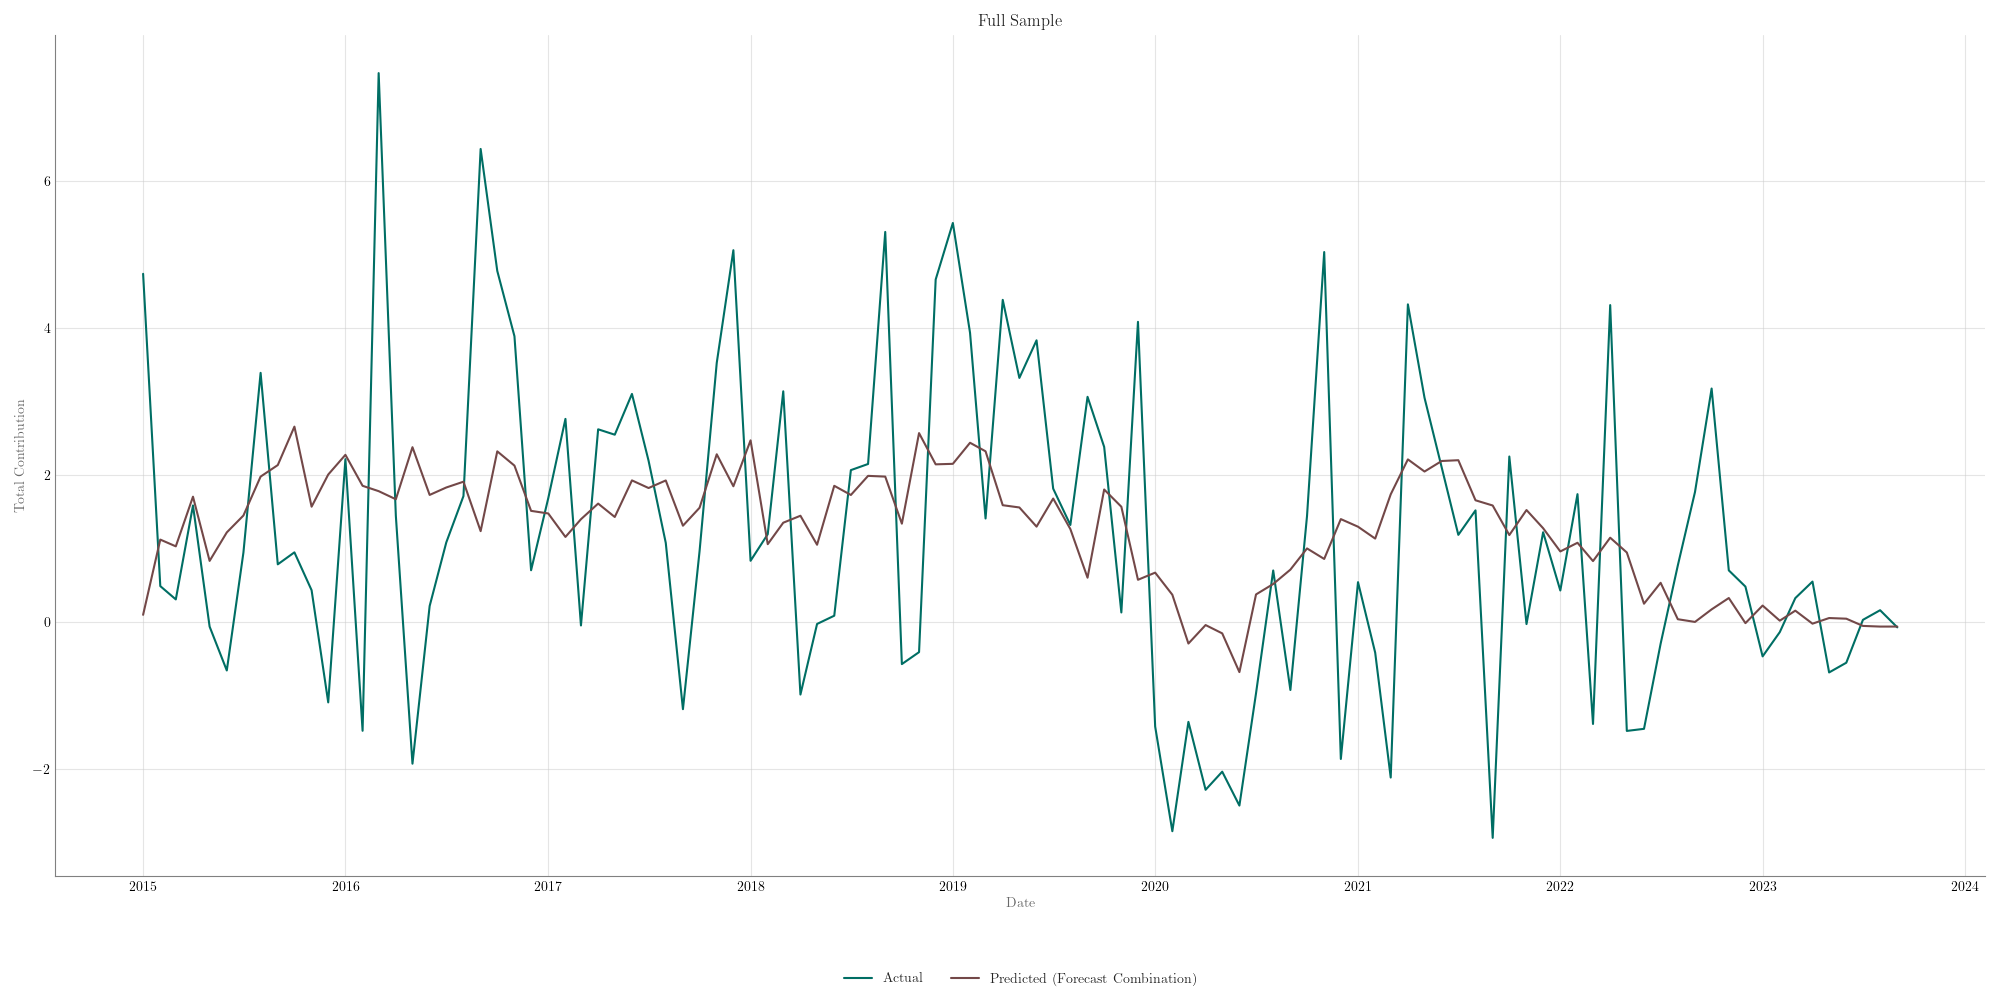 Full Sample
Total Contribution
6
4
2
0
−2
2015 2016 2017 2018 2019 2020 2021 2022 2023 2024
Date
Actual Predicted (Forecast Combination)